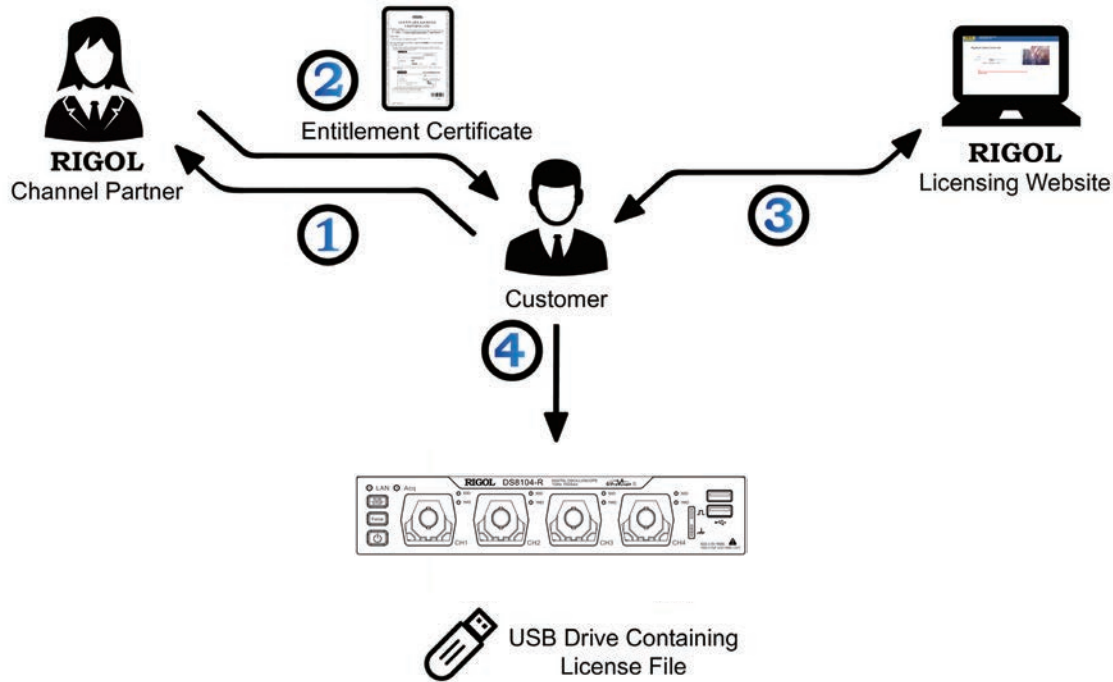 2
Entitlement Certificate
RIGOL
Channel Partner
1
RIGOL
Licensing Website
3
Customer
4
LAN
Acq
RIGOL DS8104-R
CH1
CH2
CH3
CH4
USB Drive Containing
License File